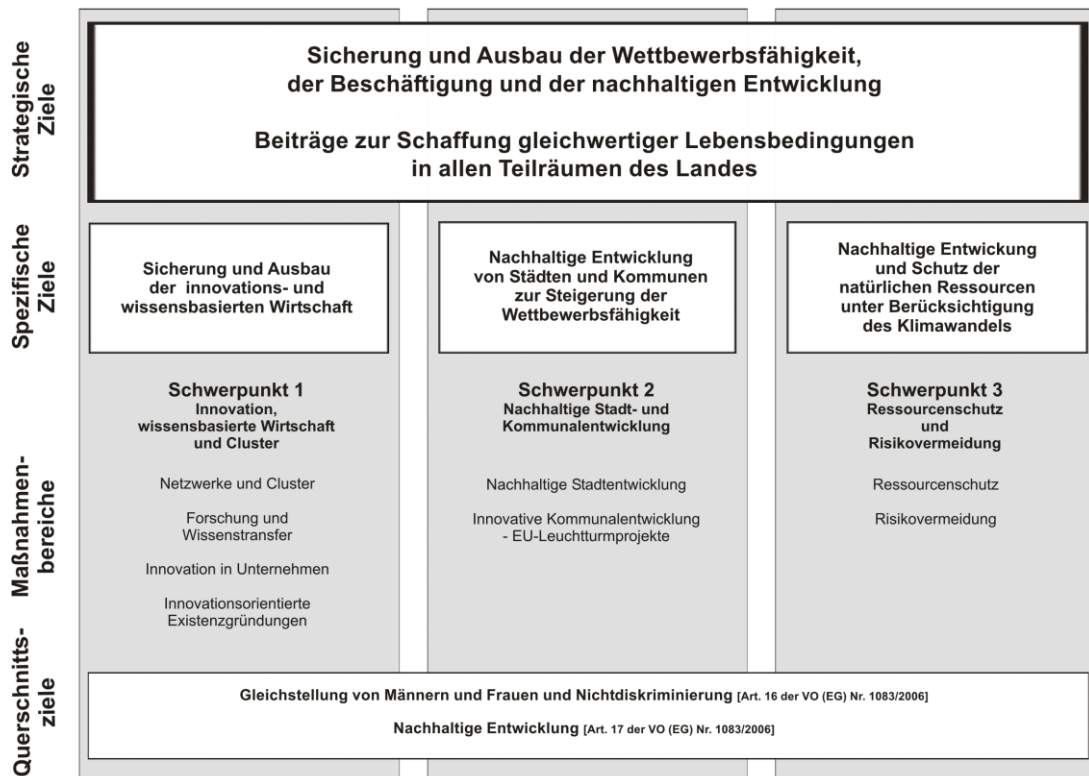 Strategische
Ziele
Sicherung und Ausbau der Wettbewerbsfähigkeit,
der Beschäftigung und der nachhaltigen Entwicklung
Beiträge zur Schaffung gleichwertiger Lebensbedingungen
in allen Teilräumen des Landes
Spezifische
Ziele
Sicherung und Ausbau
der innovations- und
wissensbasierten Wirtschaft
Nachhaltige Entwicklung
von Städten und Kommunen
zur Steigerung der
Wettbewerbsfähigkeit
Nachhaltige Entwickung
und Schutz der
natürlichen Ressourcen
unter Berücksichtigung
des Klimawandels
Maßnahmen-
bereiche
Schwerpunkt 1
Innovation,
wissensbasierte Wirtschaft
und Cluster
Netzwerke und Cluster
Forschung und
Wissenstransfer
Innovation in Unternehmen
Innovationsorientierte
Existenzgründungen
Schwerpunkt 2
Nachhaltige Stadt- und
Kommunalentwicklung
Nachhaltige Stadtentwicklung
Innovative Kommunalentwicklung
- EU-Leuchtturmprojekte
Schwerpunkt 3
Ressourcenschutz
und
Risikovermeidung
Ressourcenschutz
Risikovermeidung
Querschnitts-
ziele
Gleichstellung von Männern und Frauen und Nichtdiskriminierung [Art. 16 der VO (EG) Nr. 1083/2006]
Nachhaltige Entwicklung [Art. 17 der VO (EG) Nr. 1083/2006]